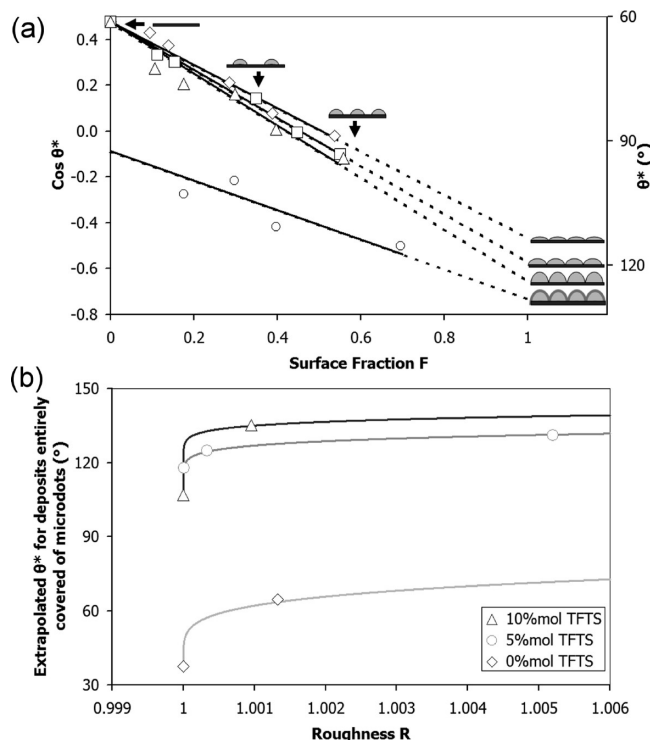 (a)
0.4
0.2
0.0
-0.2
-0.4
-0.6
-0.8
Cos θ*
0
0.2
0.4
0.6
0.8
1
Surface Fraction F
60
90
120
θ* (°)
(b)
150
120
90
60
30
Extrapolated θ* for deposits entirely
covered of microdots (°)
10%mol TFTS
5%mol TFTS
0%mol TFTS
0.999
1
1.001
1.002
1.003
1.004
1.005
1.006
Roughness R